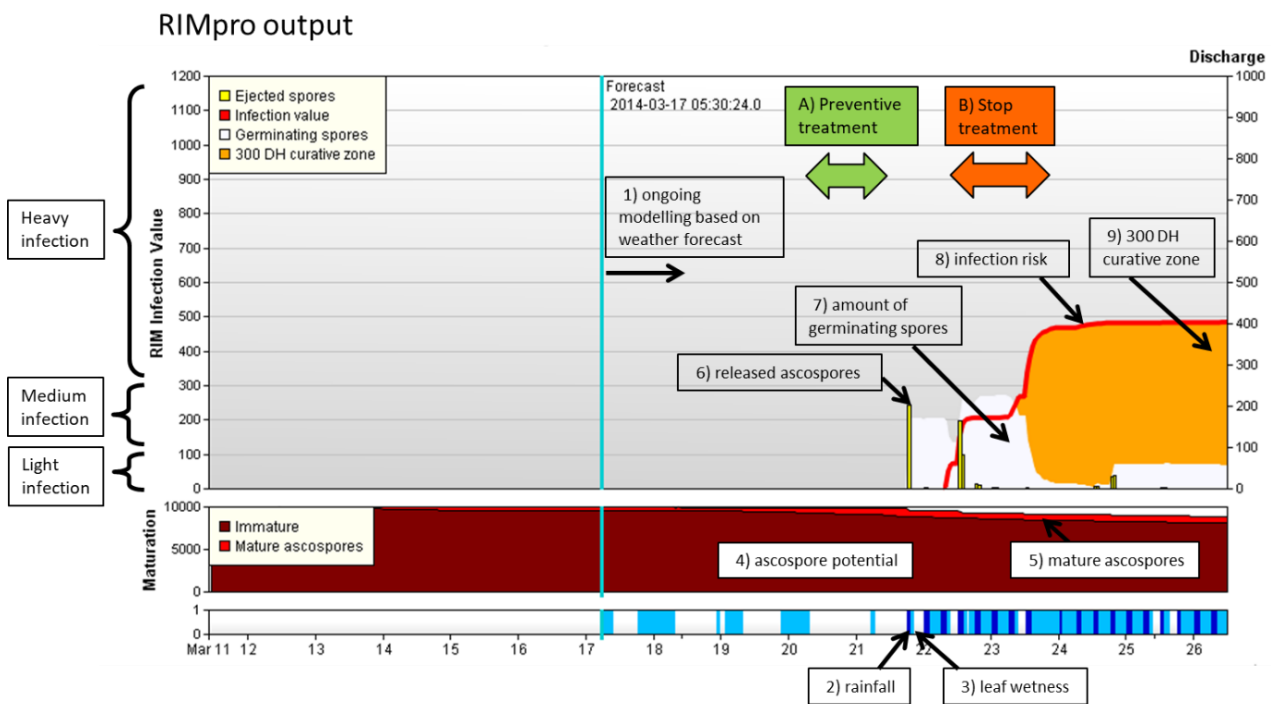 RIMpro output
Discharge
1200
1100
1000
900
800
700
600
500
400
300
200
100
0
RIM Infection Value
Ejected spores
Infection value
Germinating spores
300 DH curative zone
Forecast
2014-03-17 05:30:24.0
A) Preventive
treatment
B) Stop
treatment
1000
900
800
700
600
500
400
300
200
100
0
Heavy
infection
Medium
infection
Light
infection
1) ongoing
modelling based on
weather forecast
8) infection risk
9) 300 DH
curative zone
7) amount of
germinating spores
6) released ascospores
10000
5000
0
Maturation
Immature
Mature ascospores
4) ascospore potential
5) mature ascospores
1
0
Mar 11
12
13
14
15
16
17
18
19
20
21
22
23
24
25
26
2) rainfall
3) leaf wetness